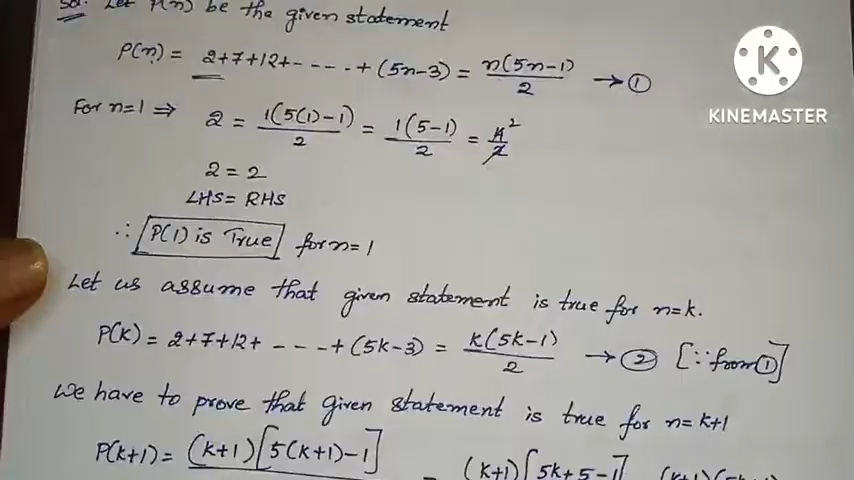 Sol. Let P(n) be the given statement
P(n) = 2+7+12+- - - - + (5n-3) = n(5n-1)/2 → ①
KINEMASTER
For n=1 ⇒ 2 = 1(5(1)-1)/2 = 1(5-1)/2 = 4/2 2
2 = 2
LHS = RHS
∴ P(1) is True for n=1
Let us assume that given statement is true for n=k.
P(k) = 2+7+12+ - - - - + (5k-3) = k(5k-1)/2 → ② [∵ from ①]
We have to prove that given statement is true for n=k+1
P(k+1) = (k+1)[5(k+1)-1] = (k+1)[5k+5-1]